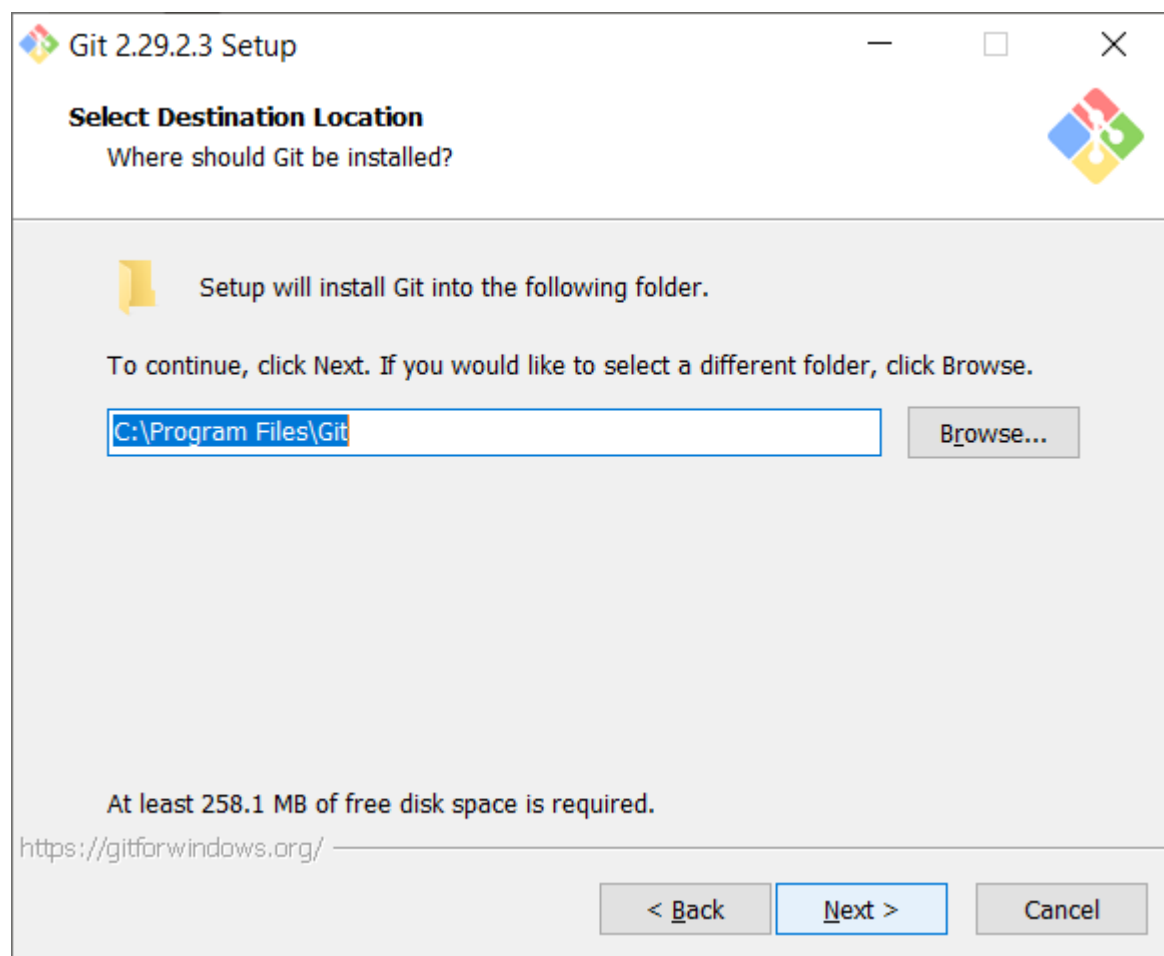 Git 2.29.2.3 Setup
Select Destination Location
Where should Git be installed?
Setup will install Git into the following folder.
To continue, click Next. If you would like to select a different folder, click Browse.
C:\Program Files\Git
Browse...
At least 258.1 MB of free disk space is required.
https://gitforwindows.org/
< Back
Next >
Cancel